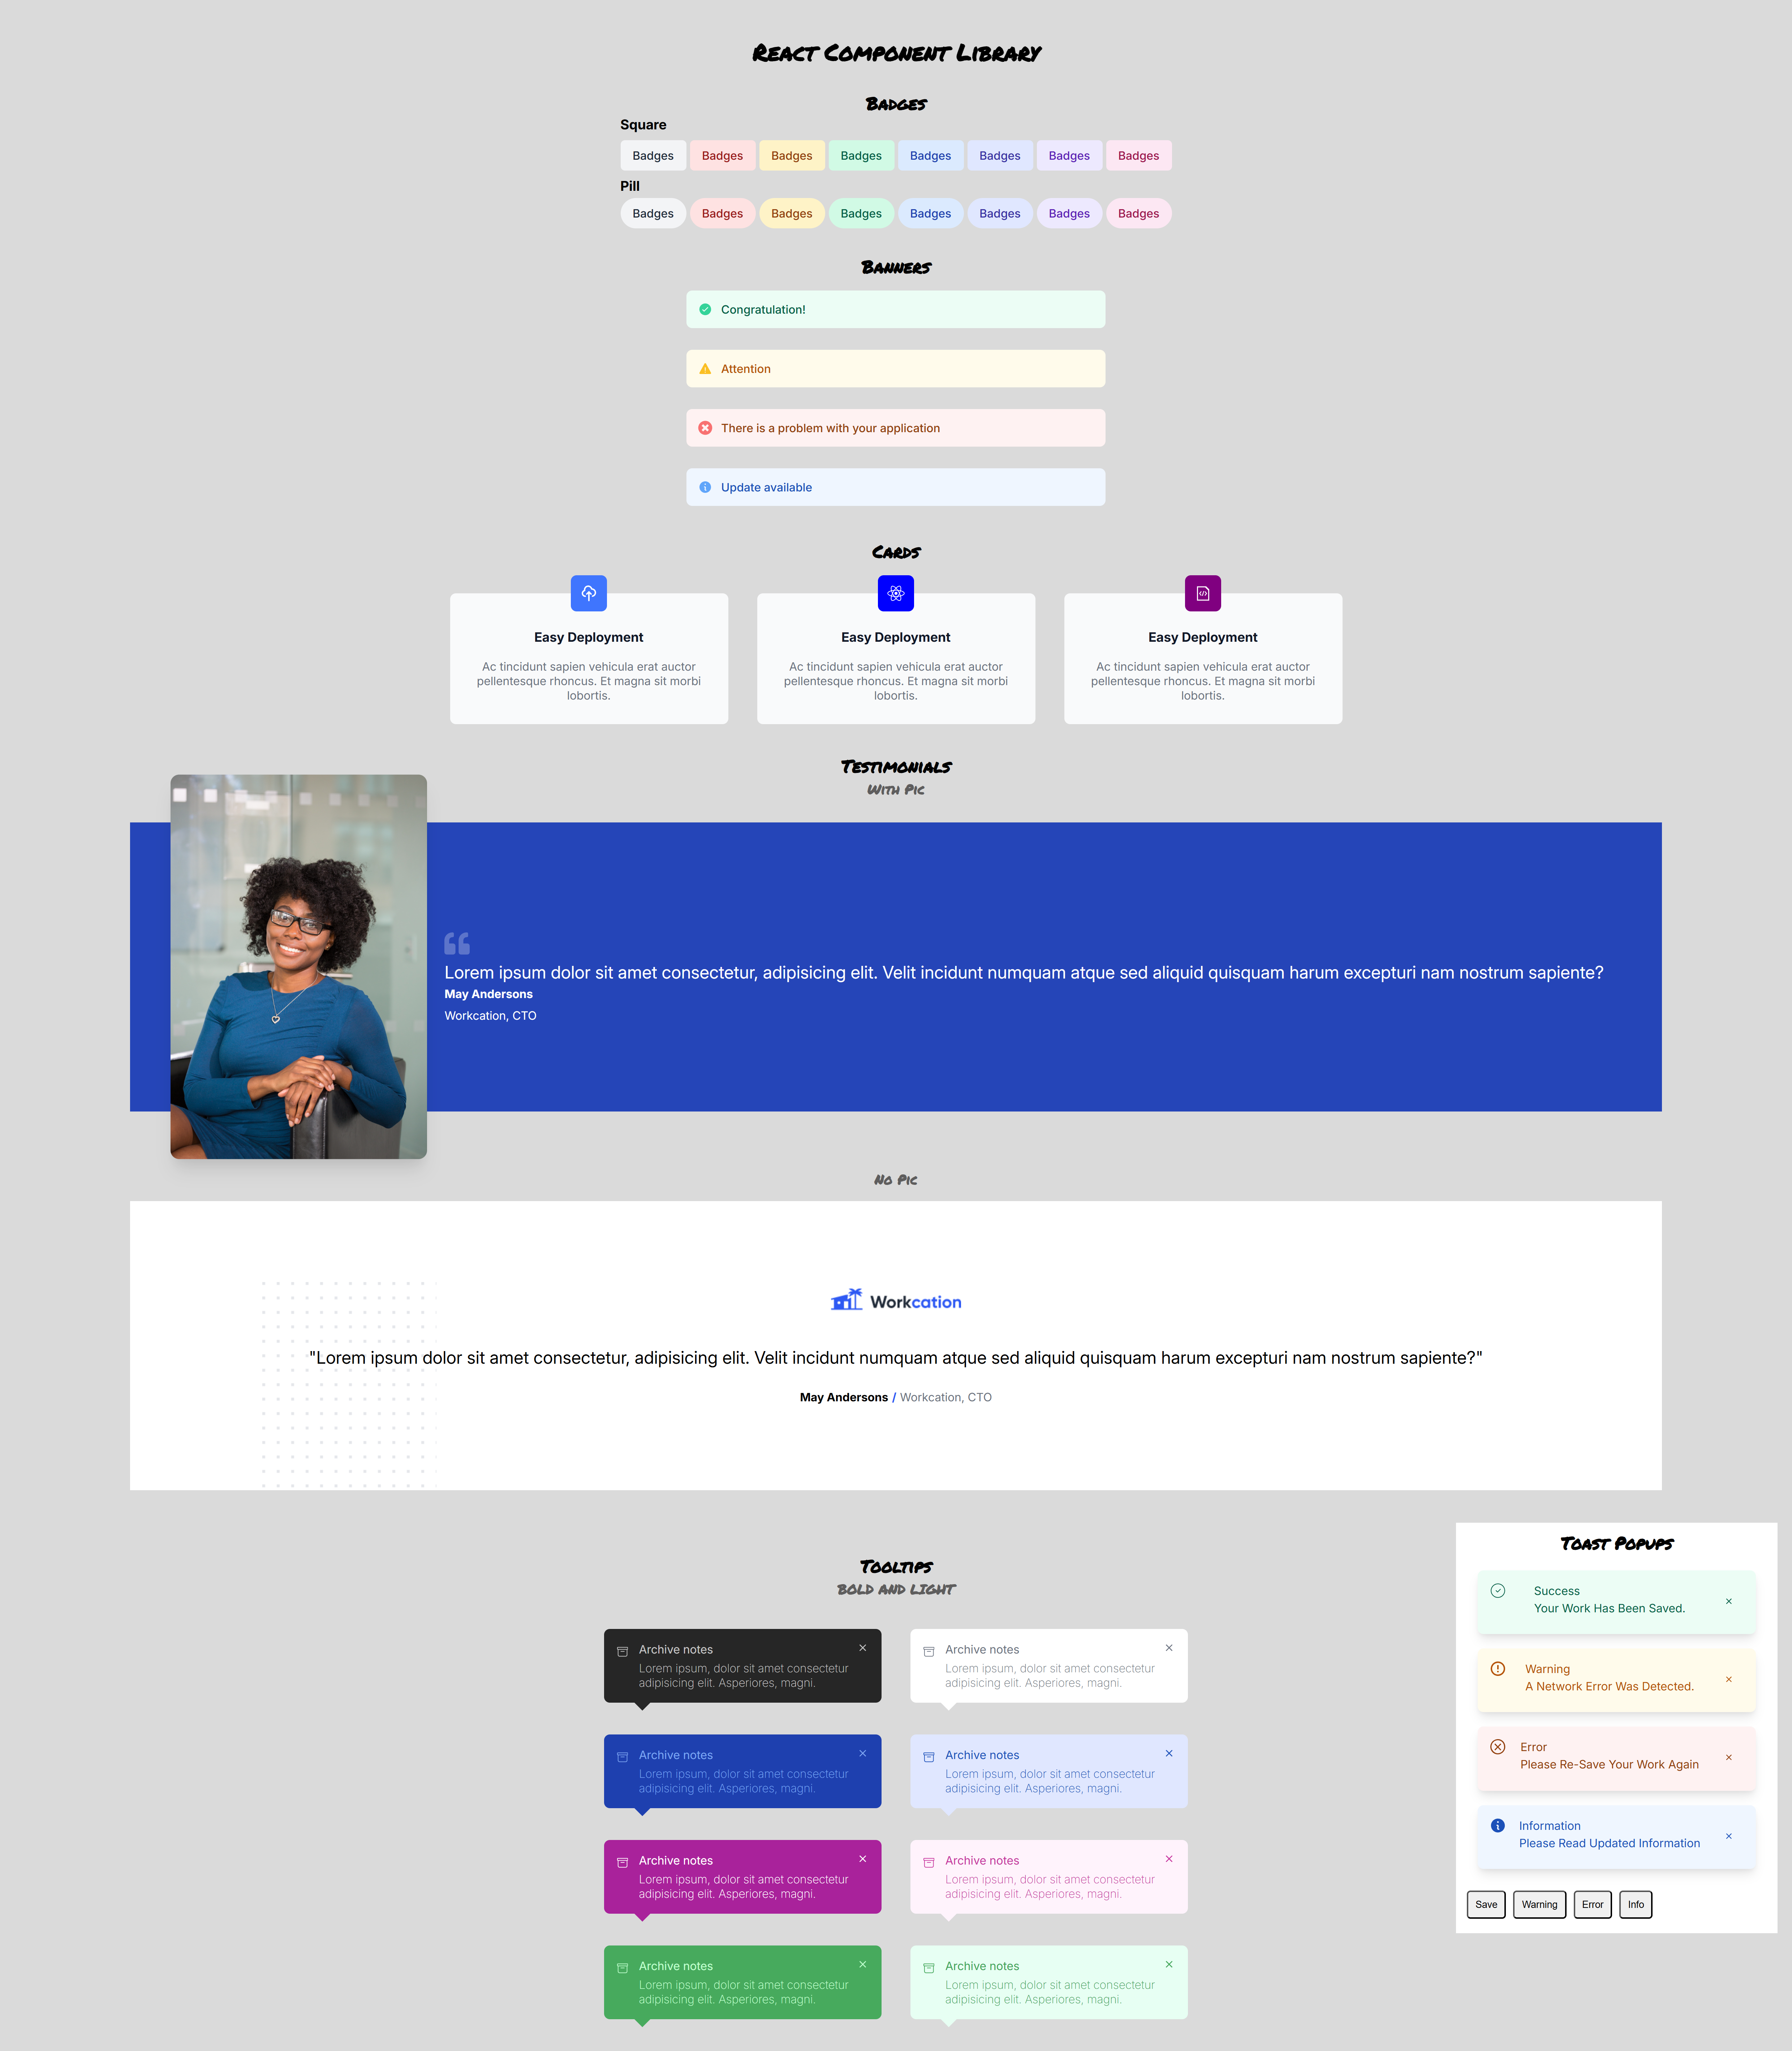 React Component Library
Badges
Square
Badges Badges Badges Badges Badges Badges Badges Badges
Pill
Badges Badges Badges Badges Badges Badges Badges Badges
Banners
Congratulation!
Attention
There is a problem with your application
Update available
Cards
Easy Deployment
Ac tincidunt sapien vehicula erat auctor
pellentesque rhoncus. Et magna sit morbi
lobortis.
Easy Deployment
Ac tincidunt sapien vehicula erat auctor
pellentesque rhoncus. Et magna sit morbi
lobortis.
Easy Deployment
Ac tincidunt sapien vehicula erat auctor
pellentesque rhoncus. Et magna sit morbi
lobortis.
Testimonials
With Pic
Lorem ipsum dolor sit amet consectetur, adipisicing elit. Velit incidunt numquam atque sed aliquid quisquam harum excepturi nam nostrum sapiente?
May Andersons
Workcation, CTO
No Pic
Workcation
"Lorem ipsum dolor sit amet consectetur, adipisicing elit. Velit incidunt numquam atque sed aliquid quisquam harum excepturi nam nostrum sapiente?"
May Andersons / Workcation, CTO
Tooltips
BOLD AND LIGHT
Archive notes
Lorem ipsum, dolor sit amet consectetur
adipisicing elit. Asperiores, magni.
Archive notes
Lorem ipsum, dolor sit amet consectetur
adipisicing elit. Asperiores, magni.
Archive notes
Lorem ipsum, dolor sit amet consectetur
adipisicing elit. Asperiores, magni.
Archive notes
Lorem ipsum, dolor sit amet consectetur
adipisicing elit. Asperiores, magni.
Archive notes
Lorem ipsum, dolor sit amet consectetur
adipisicing elit. Asperiores, magni.
Archive notes
Lorem ipsum, dolor sit amet consectetur
adipisicing elit. Asperiores, magni.
Archive notes
Lorem ipsum, dolor sit amet consectetur
adipisicing elit. Asperiores, magni.
Archive notes
Lorem ipsum, dolor sit amet consectetur
adipisicing elit. Asperiores, magni.
Toast Popups
Success
Your Work Has Been Saved.
Warning
A Network Error Was Detected.
Error
Please Re-Save Your Work Again
Information
Please Read Updated Information
Save Warning Error Info